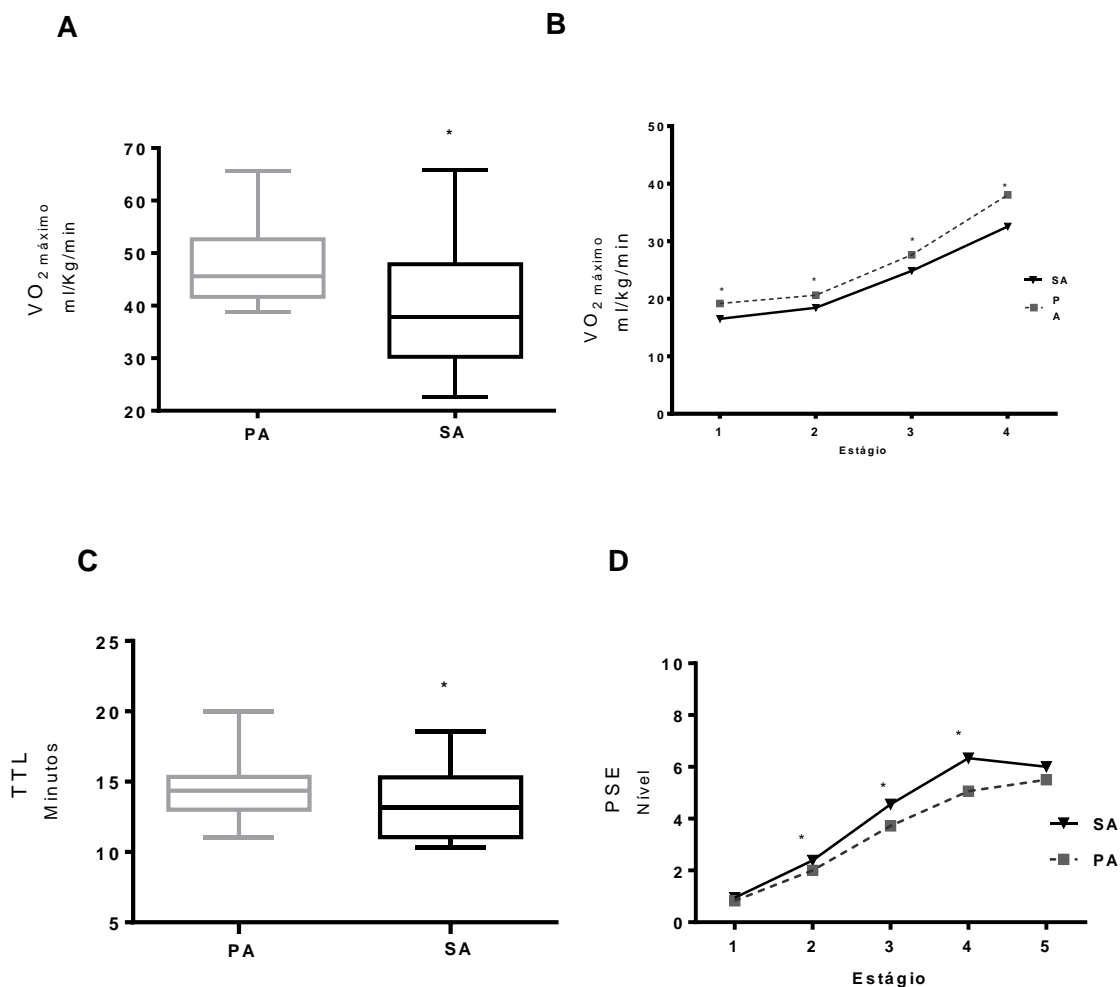 A
VO2 máximo
ml/Kg/min
70
60
50
40
30
20
*
PA
SA
B
VO2 máximo
ml/kg/min
50
40
30
20
10
0
*
*
*
*
1
2
3
4
Estágio
SA
P
A
C
TTL
Minutos
25
20
15
10
5
*
PA
SA
D
PSE
Nível
10
8
6
4
2
0
*
*
*
1
2
3
4
5
Estágio
SA
PA